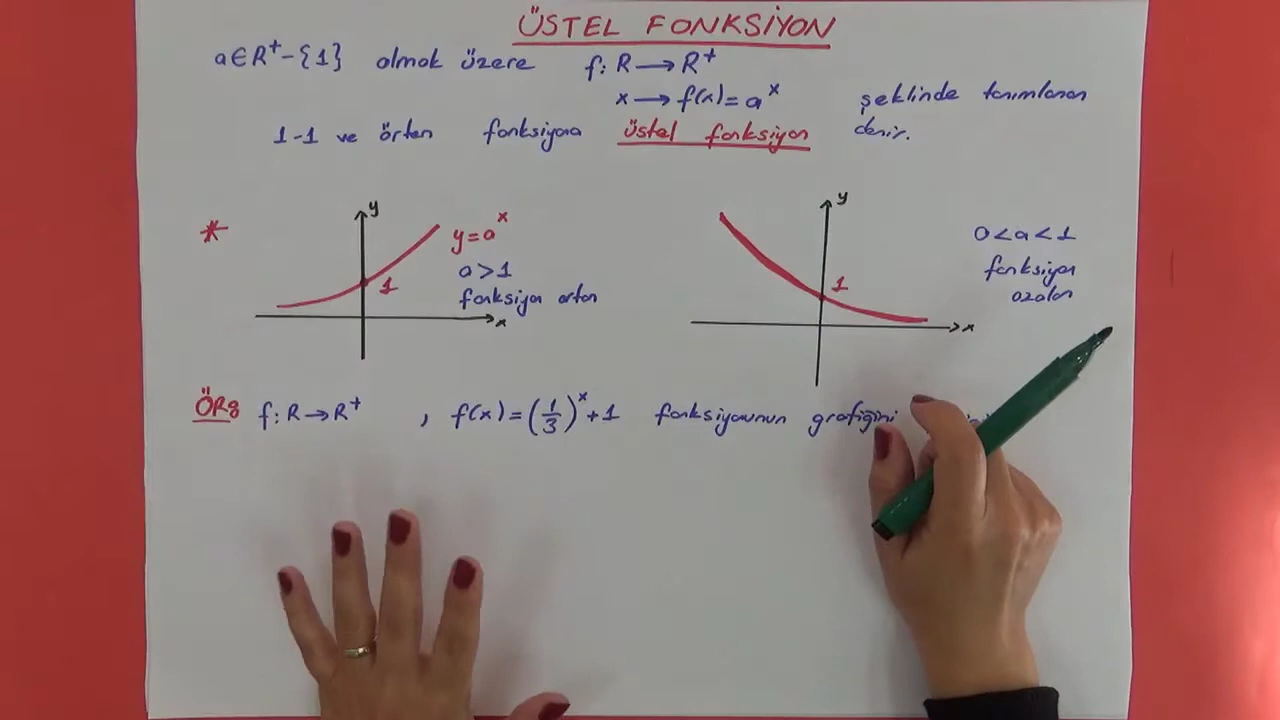 ÜSTEL FONKSİYON
a∈R⁺-{1} olmak üzere f: R → R⁺
x → f(x) = aˣ şeklinde tanımlanan
1-1 ve örten fonksiyona üstel fonksiyon denir.
* y x 1 y=aˣ
a>1
fonksiyon artan
y x 1 0<a<1
fonksiyon
azalan
ÖR: f: R→R⁺ , f(x)=(1/3)ˣ+1 fonksiyonunun grafiğini